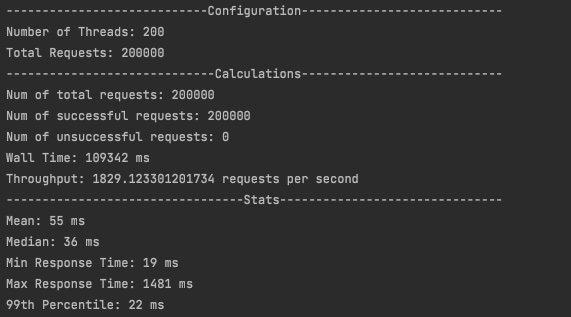 ----------------------------Configuration----------------------------
Number of Threads: 200
Total Requests: 200000
-----------------------------Calculations----------------------------
Num of total requests: 200000
Num of successful requests: 200000
Num of unsuccessful requests: 0
Wall Time: 109342 ms
Throughput: 1829.123301201734 requests per second
---------------------------------Stats-------------------------------
Mean: 55 ms
Median: 36 ms
Min Response Time: 19 ms
Max Response Time: 1481 ms
99th Percentile: 22 ms